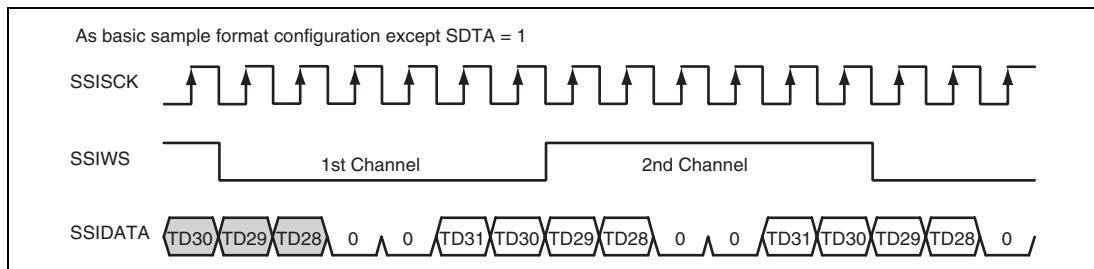 As basic sample format configuration except SDTA = 1
SSISCK
SSIWS 1st Channel 2nd Channel
SSIDATA TD30 TD29 TD28 0 0 TD31 TD30 TD29 TD28 0 0 TD31 TD30 TD29 TD28 0